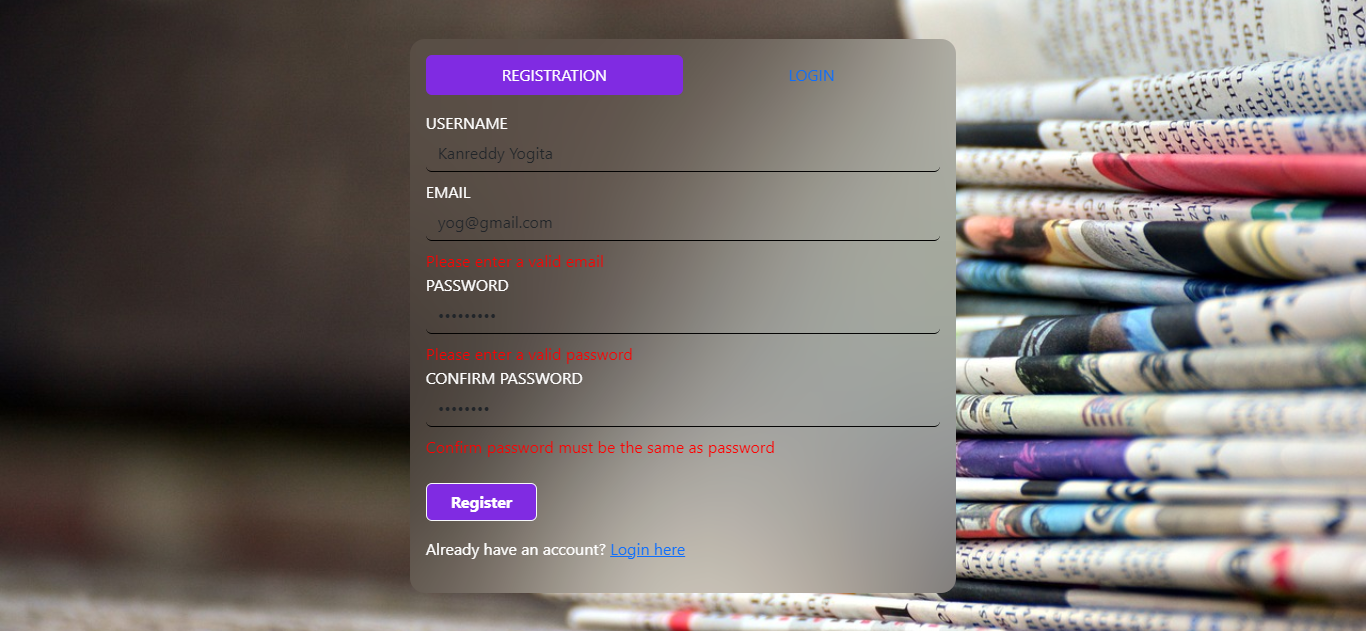 REGISTRATION
LOGIN
USERNAME
Kanreddy Yogita
EMAIL
yog@gmail.com
Please enter a valid email
PASSWORD
•••••••••
Please enter a valid password
CONFIRM PASSWORD
••••••••
Confirm password must be the same as password
Register
Already have an account? Login here